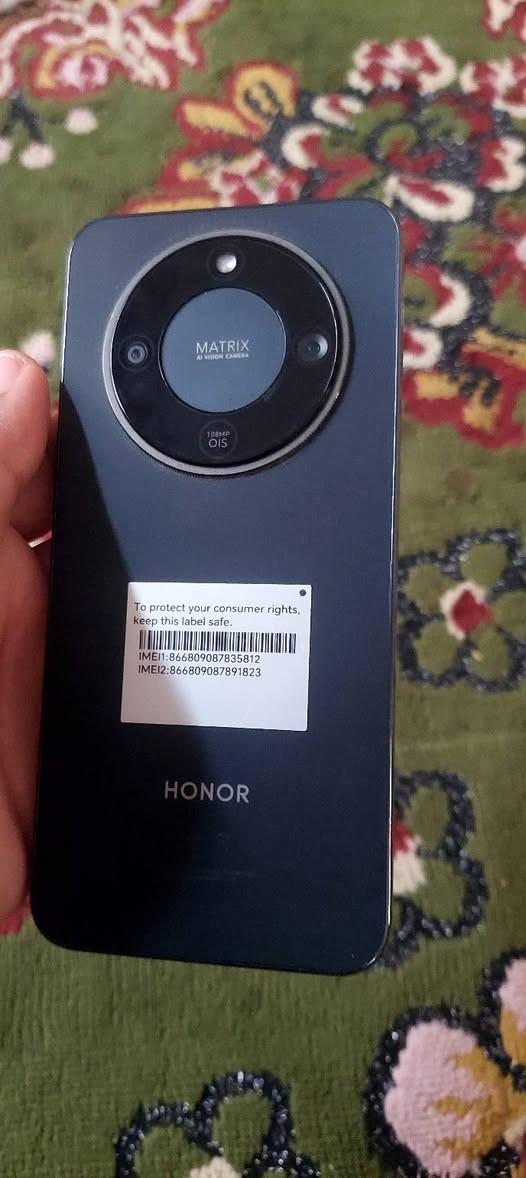 MATRIX
AI VISION CAMERA
108MP
OIS
To protect your consumer rights,
keep this label safe.
IMEI1:866809087835812
IMEI2:866809087891823
HONOR